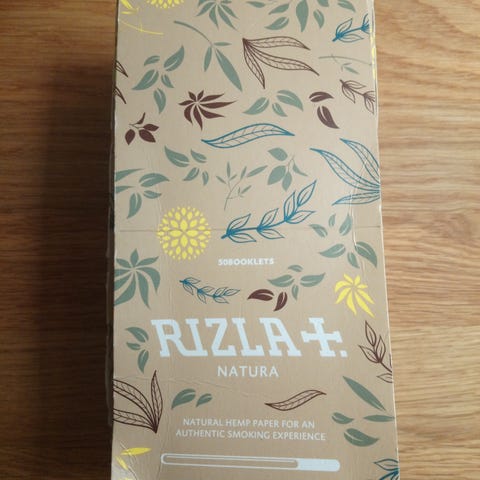 50BOOKLETS
RIZLA+.
NATURA
NATURAL HEMP PAPER FOR AN
AUTHENTIC SMOKING EXPERIENCE